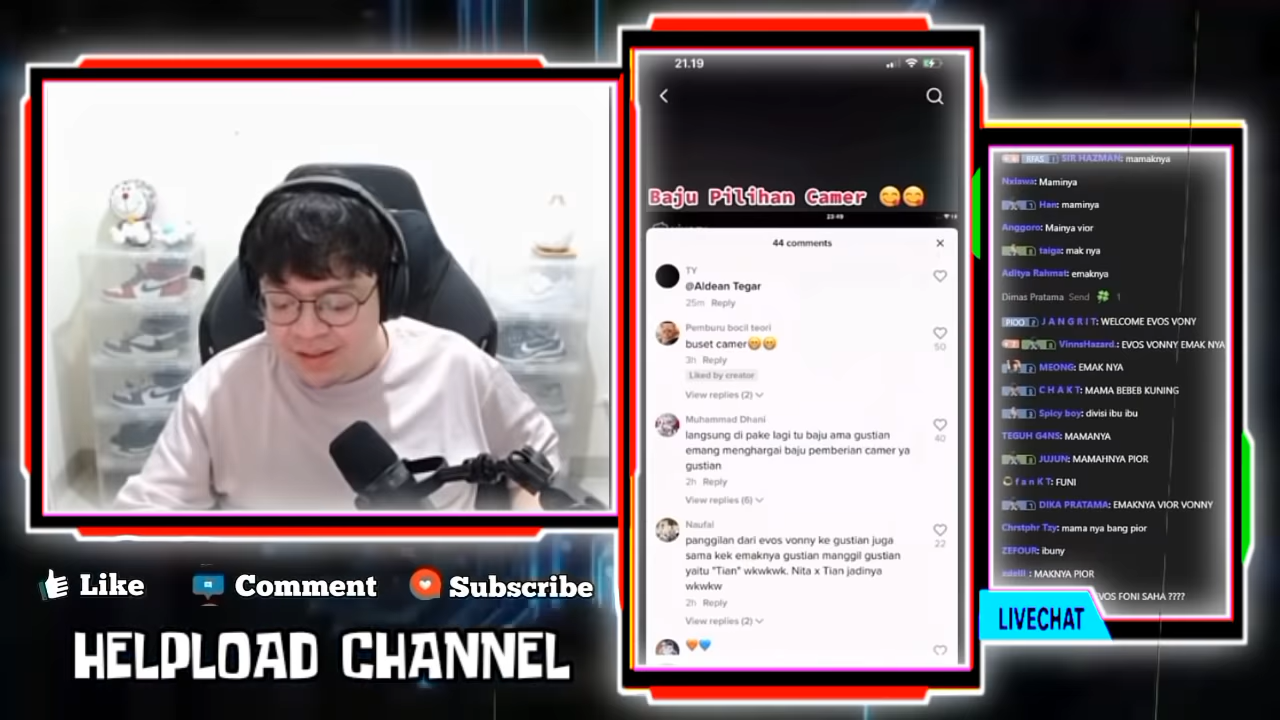 21.19
Baju Pilihan Camer 😋😋
23:49
44 comments
TY
@Aldean Tegar
25m Reply
Pemburu bocil teori
buset camer😁😁
50
3h Reply
Liked by creator
View replies (2)
Muhammad Dhani
langsung di pake lagi tu baju ama gustian
emang menghargai baju pemberian camer ya
gustian
40
2h Reply
View replies (6)
Naufal
panggilan dari evos vonny ke gustian juga
sama kek emaknya gustian manggil gustian
yaitu "Tian" wkwkwk. Nita x Tian jadinya
wkwkw
22
2h Reply
View replies (2)
🧡💙
RFAS SIR HAZMAN: mamaknya
Nxlawa: Maminya
Han: maminya
Anggoro: Mainya vior
taiga: mak nya
Aditya Rahmat: emaknya
Dimas Pratama Send 🍀 1
PIOO J A N G R I T: WELCOME EVOS VONY
VinnsHazard.: EVOS VONNY EMAK NYA
MEONG: EMAK NYA
C H A K T: MAMA BEBEB KUNING
Spicy boy: divisi ibu ibu
TEGUH G4NS: MAMANYA
JUJUN: MAMAHNYA PIOR
f a n K T: FUNI
DIKA PRATAMA: EMAKNYA VIOR VONNY
Chrstphr Tzy: mama nya bang pior
ZEFOUR: ibuny
: MAKNYA PIOR
EVOS FONI SAHA ????
LIVECHAT
Like Comment Subscribe
HELPLOAD CHANNEL